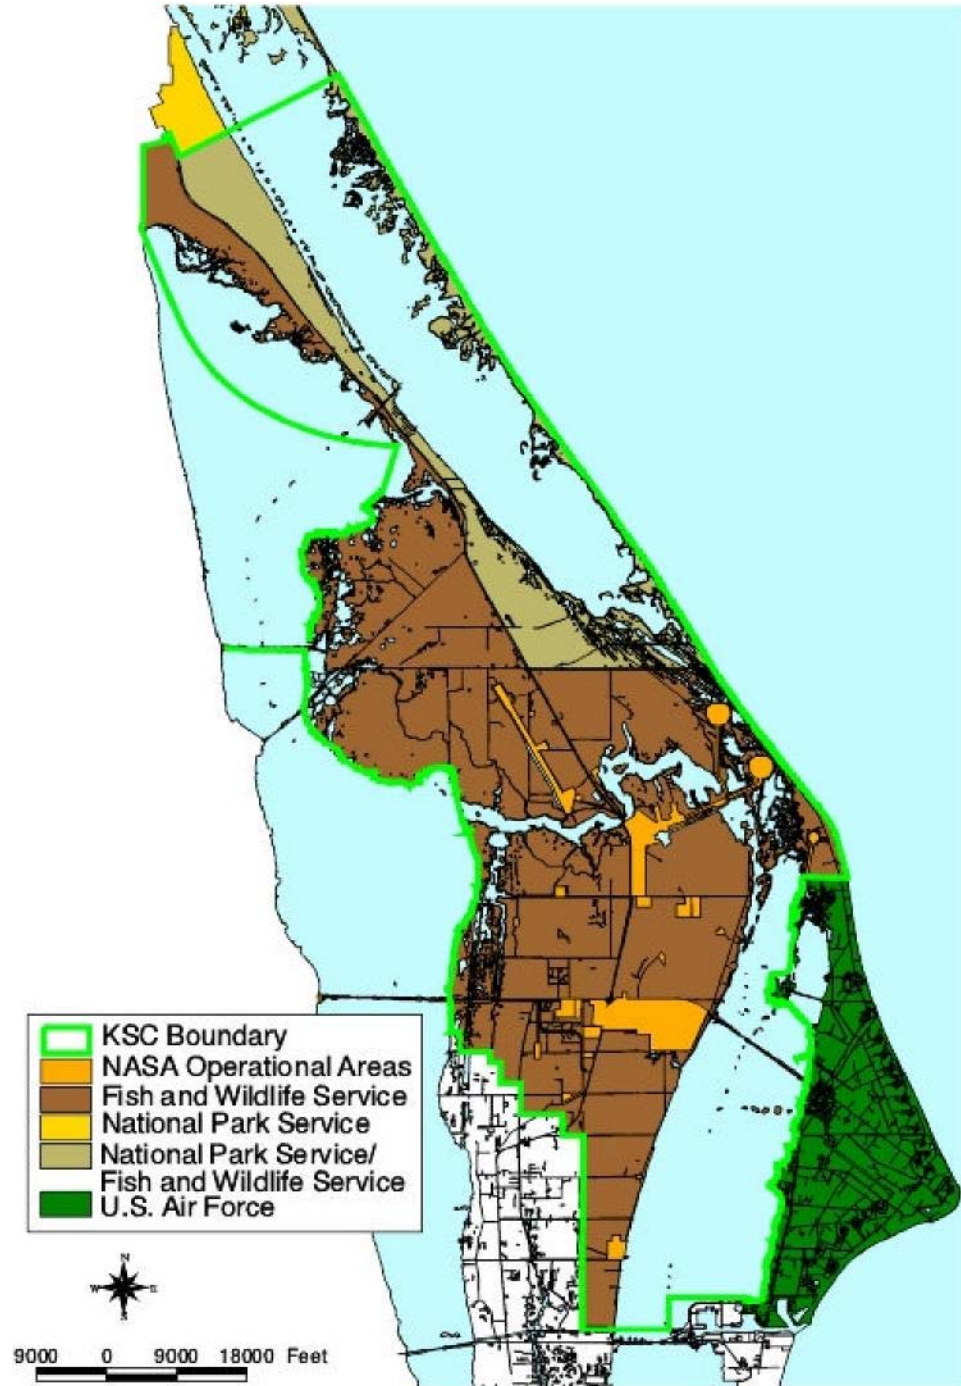 KSC Boundary
NASA Operational Areas
Fish and Wildlife Service
National Park Service
National Park Service/
Fish and Wildlife Service
U.S. Air Force
N
W E
S
9000 0 9000 18000 Feet